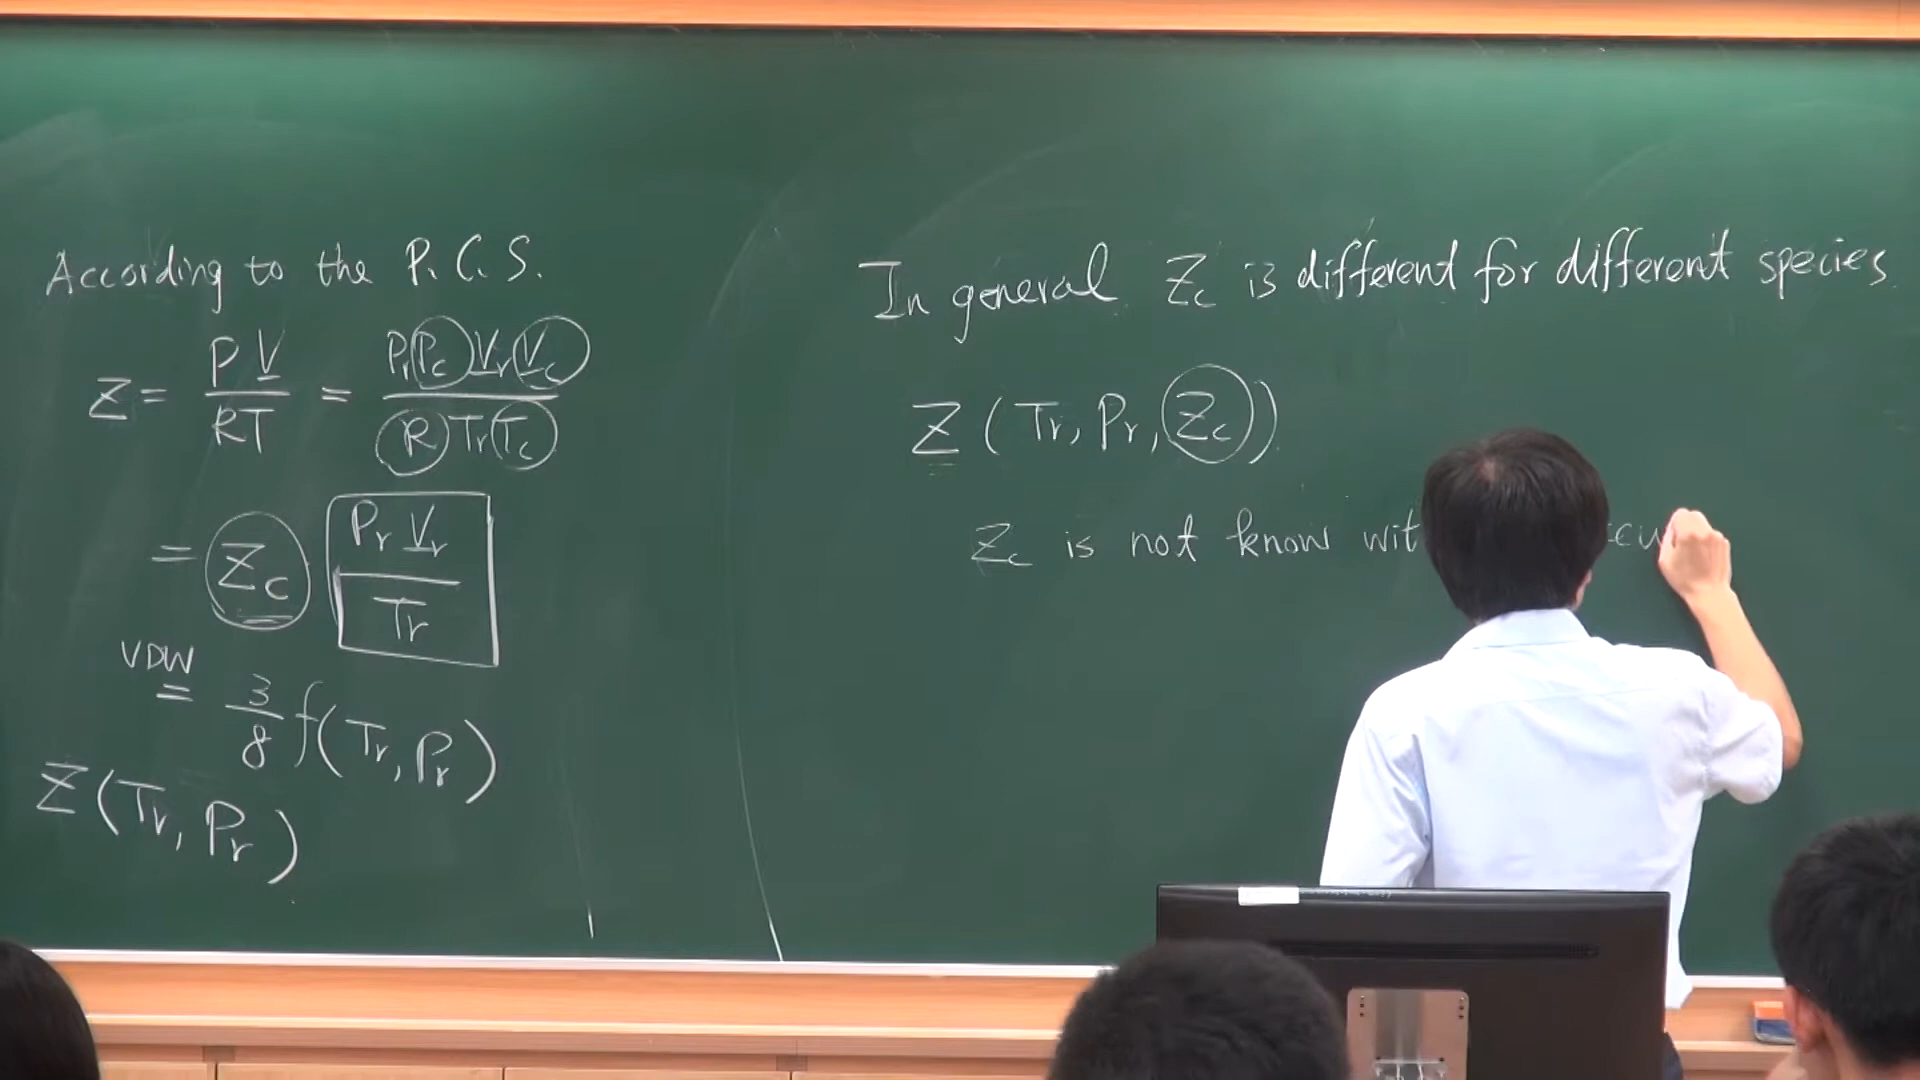 According to the P.C.S.
Z = PV/RT = PrPcVrVc/RTrTc
= Zc PrVr/Tr
VDW
= 3/8 f(Tr, Pr)
Z(Tr, Pr)
In general Zc is different for different species.
Z(Tr, Pr, Zc)
Zc is not know